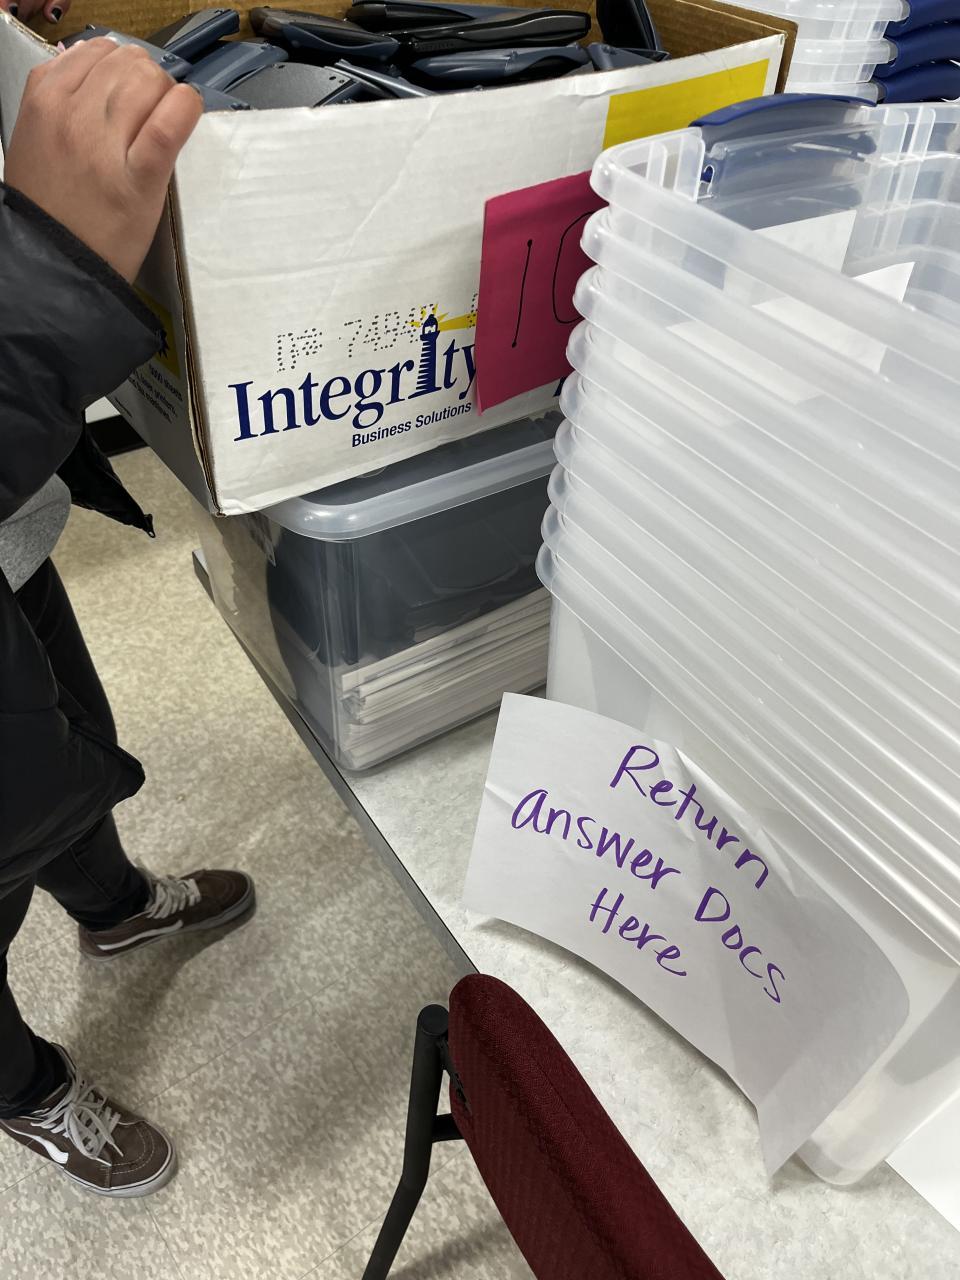 10
Integrity
Business Solutions
Return
Answer Docs
Here